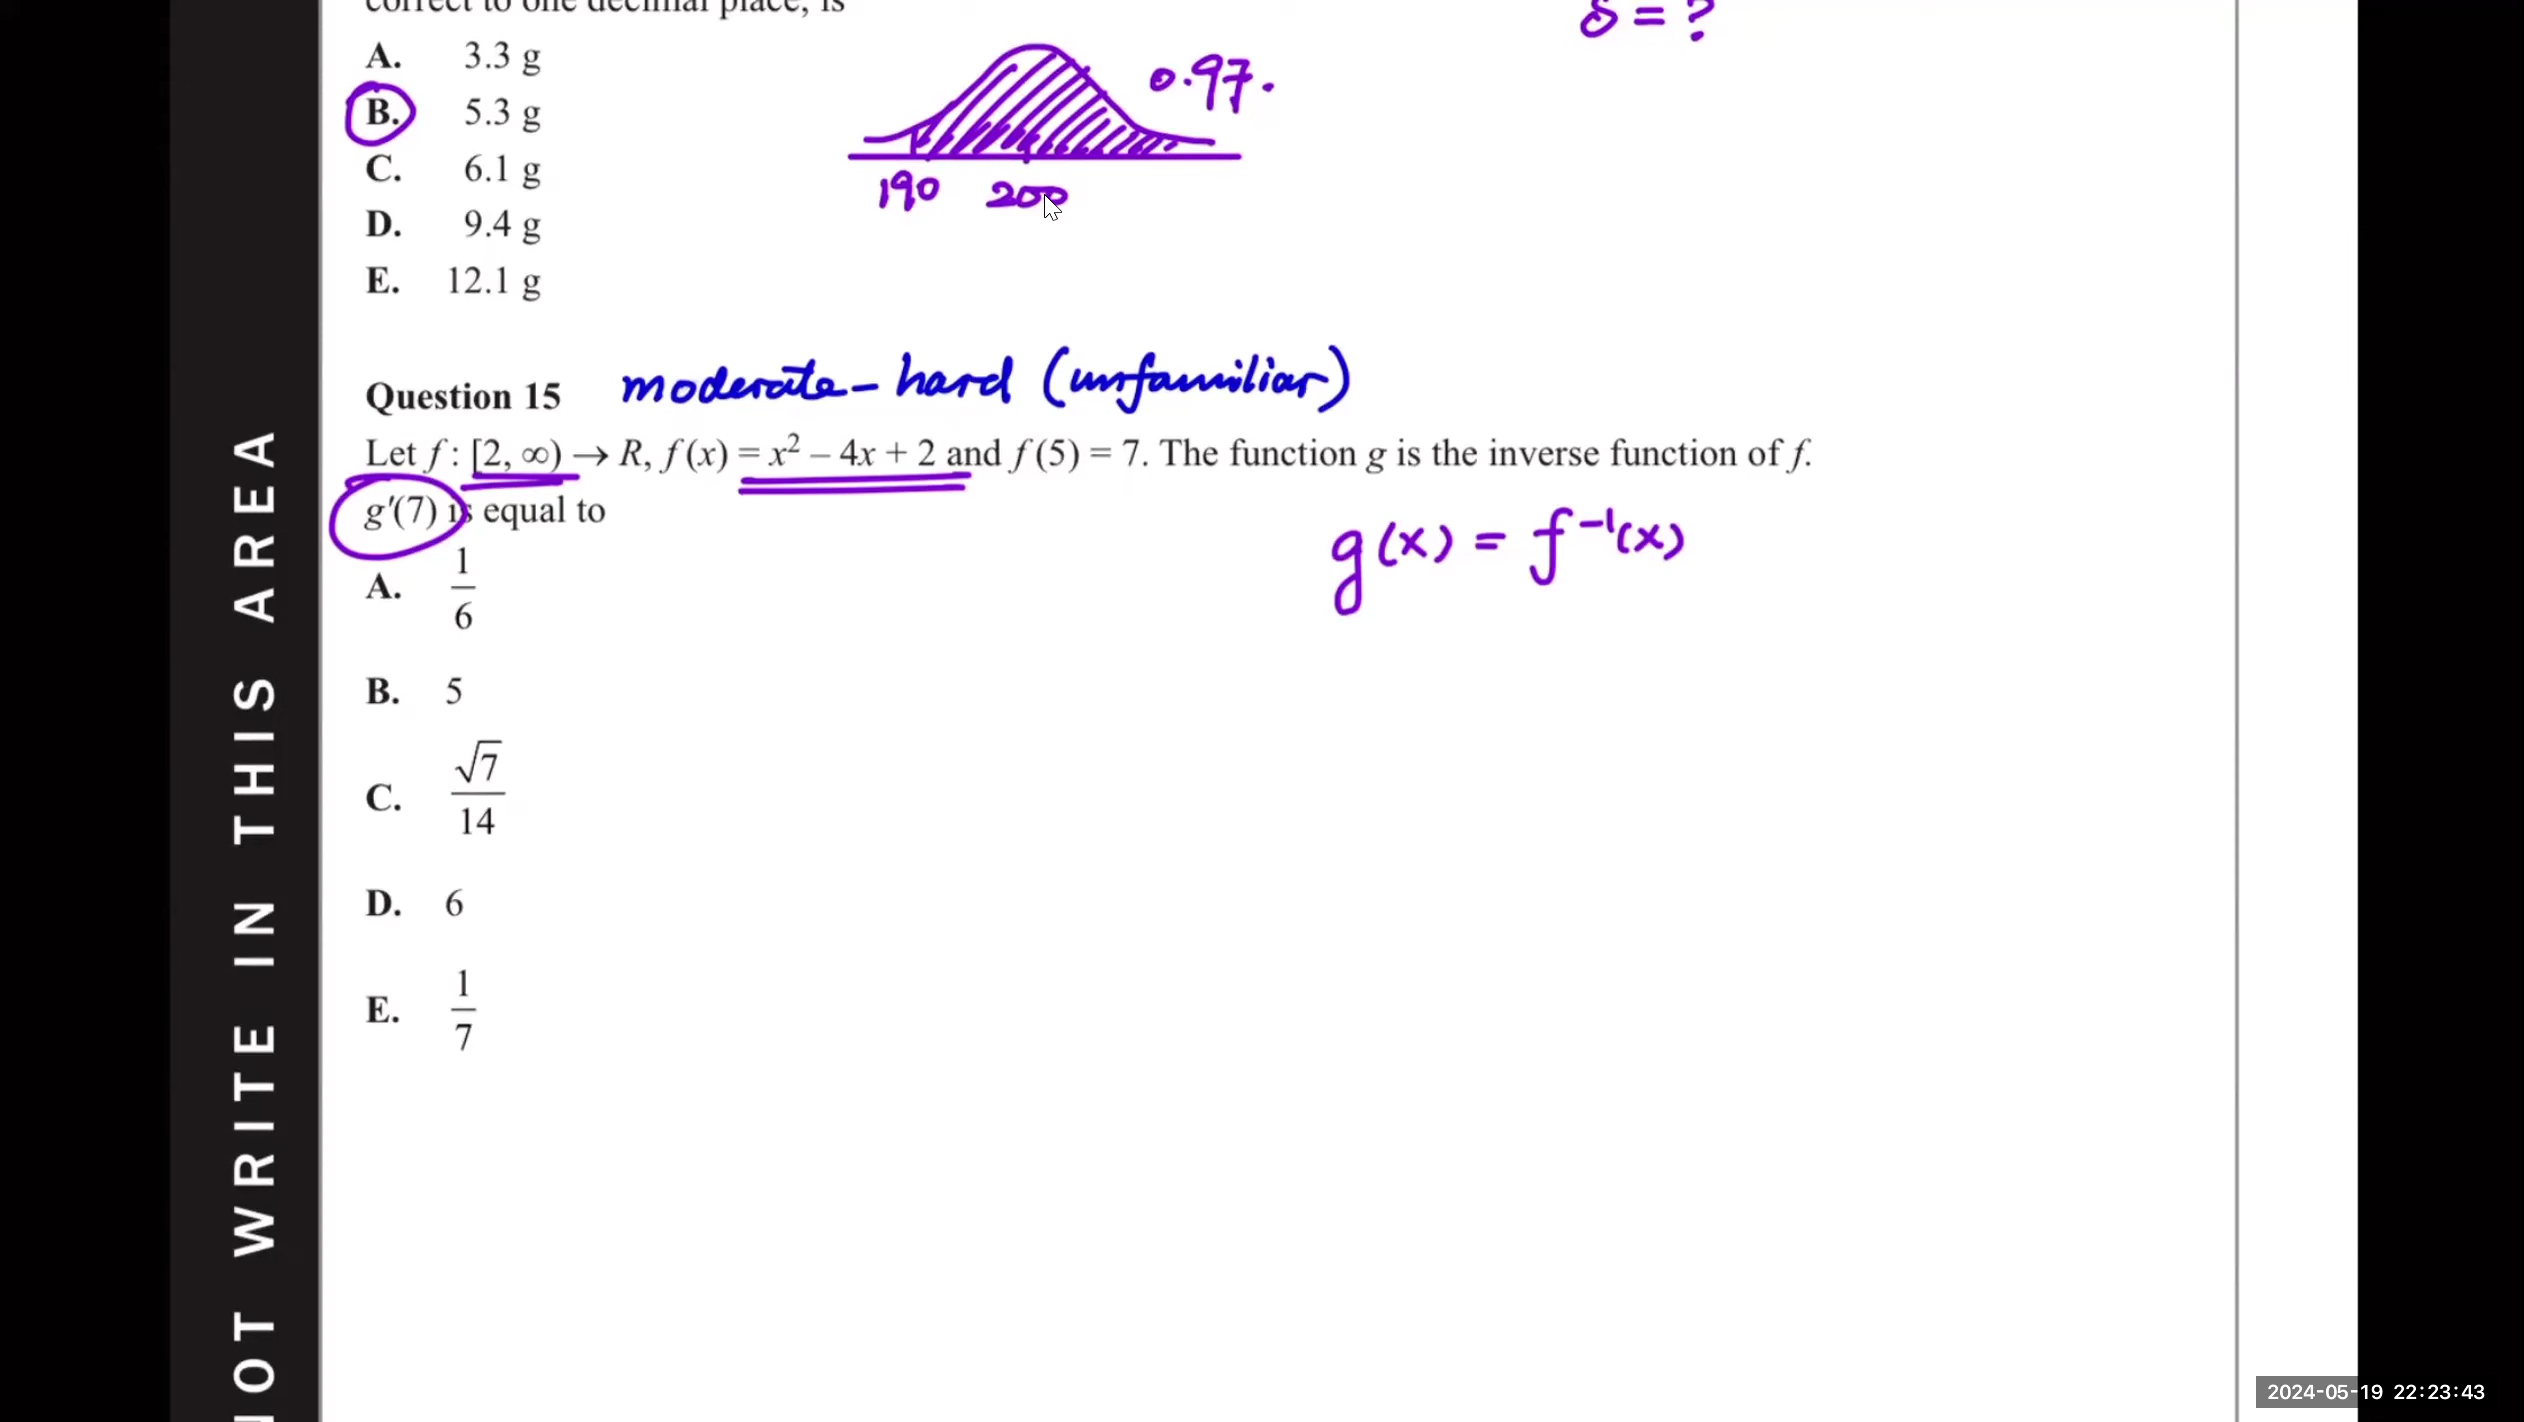 correct to one decimal place, is
δ = ?
A. 3.3 g
B. 5.3 g
C. 6.1 g
D. 9.4 g
E. 12.1 g
0.97.
190 200
Question 15 moderate - hard (unfamiliar)
Let f : [2, ∞) → R, f(x) = x² – 4x + 2 and f(5) = 7. The function g is the inverse function of f.
g′(7) is equal to
g(x) = f⁻¹(x)
A. 1/6
B. 5
C. √7/14
D. 6
E. 1/7
NOT WRITE IN THIS AREA
2024-05-19 22:23:43